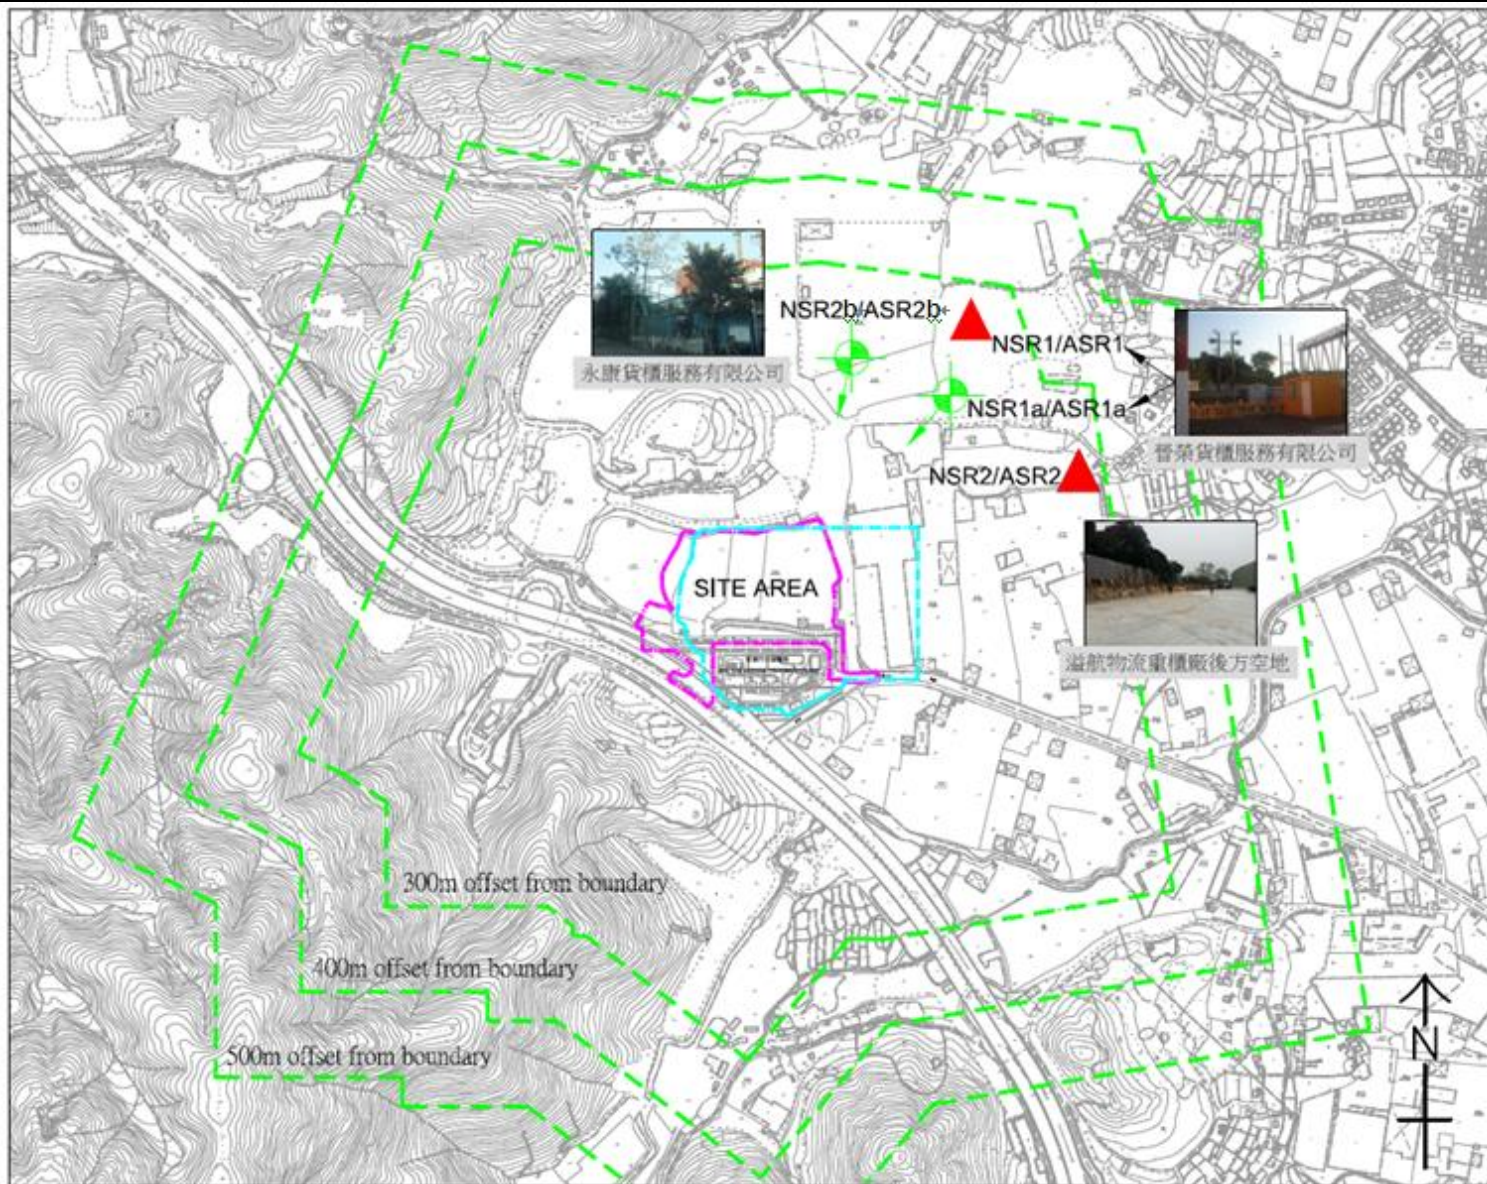 NSR2b/ASR2b
NSR1/ASR1
永康貨櫃服務有限公司
NSR1a/ASR1a
晉榮貨櫃服務有限公司
NSR2/ASR2
SITE AREA
溢航物流重櫃廠後方空地
300m offset from boundary
400m offset from boundary
500m offset from boundary
N